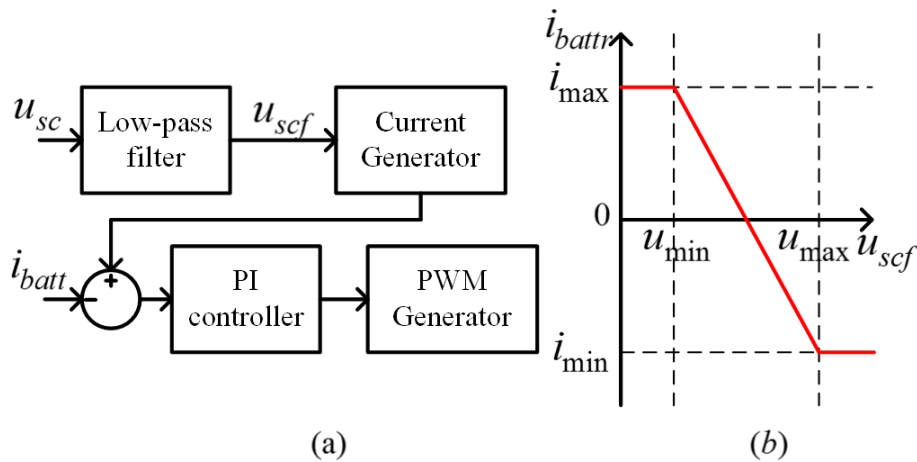 u_sc
Low-pass
filter
u_scf
Current
Generator
i_batt
+
−
PI
controller
PWM
Generator
(a)
i_battr
i_max
0
u_min
u_max
u_scf
i_min
(b)